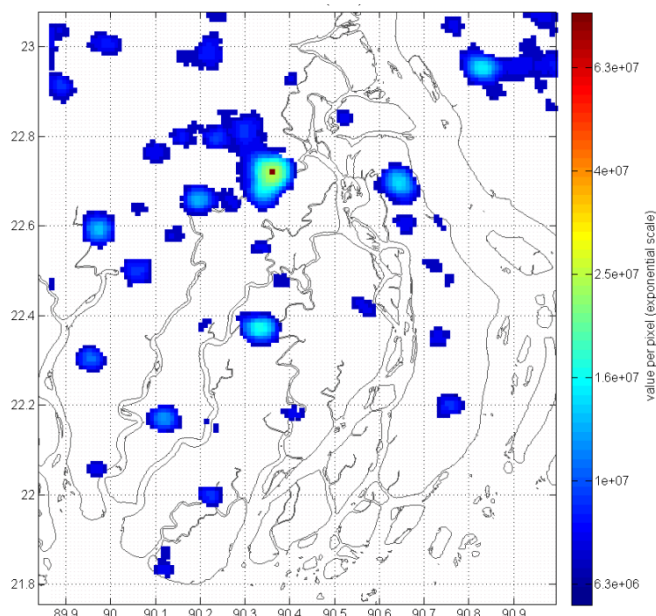 23
22.8
22.6
22.4
22.2
22
21.8
89.9 90 90.1 90.2 90.3 90.4 90.5 90.6 90.7 90.8 90.9
6.3e+07
4e+07
2.5e+07
1.6e+07
1e+07
6.3e+06
value per pixel (exponential scale)